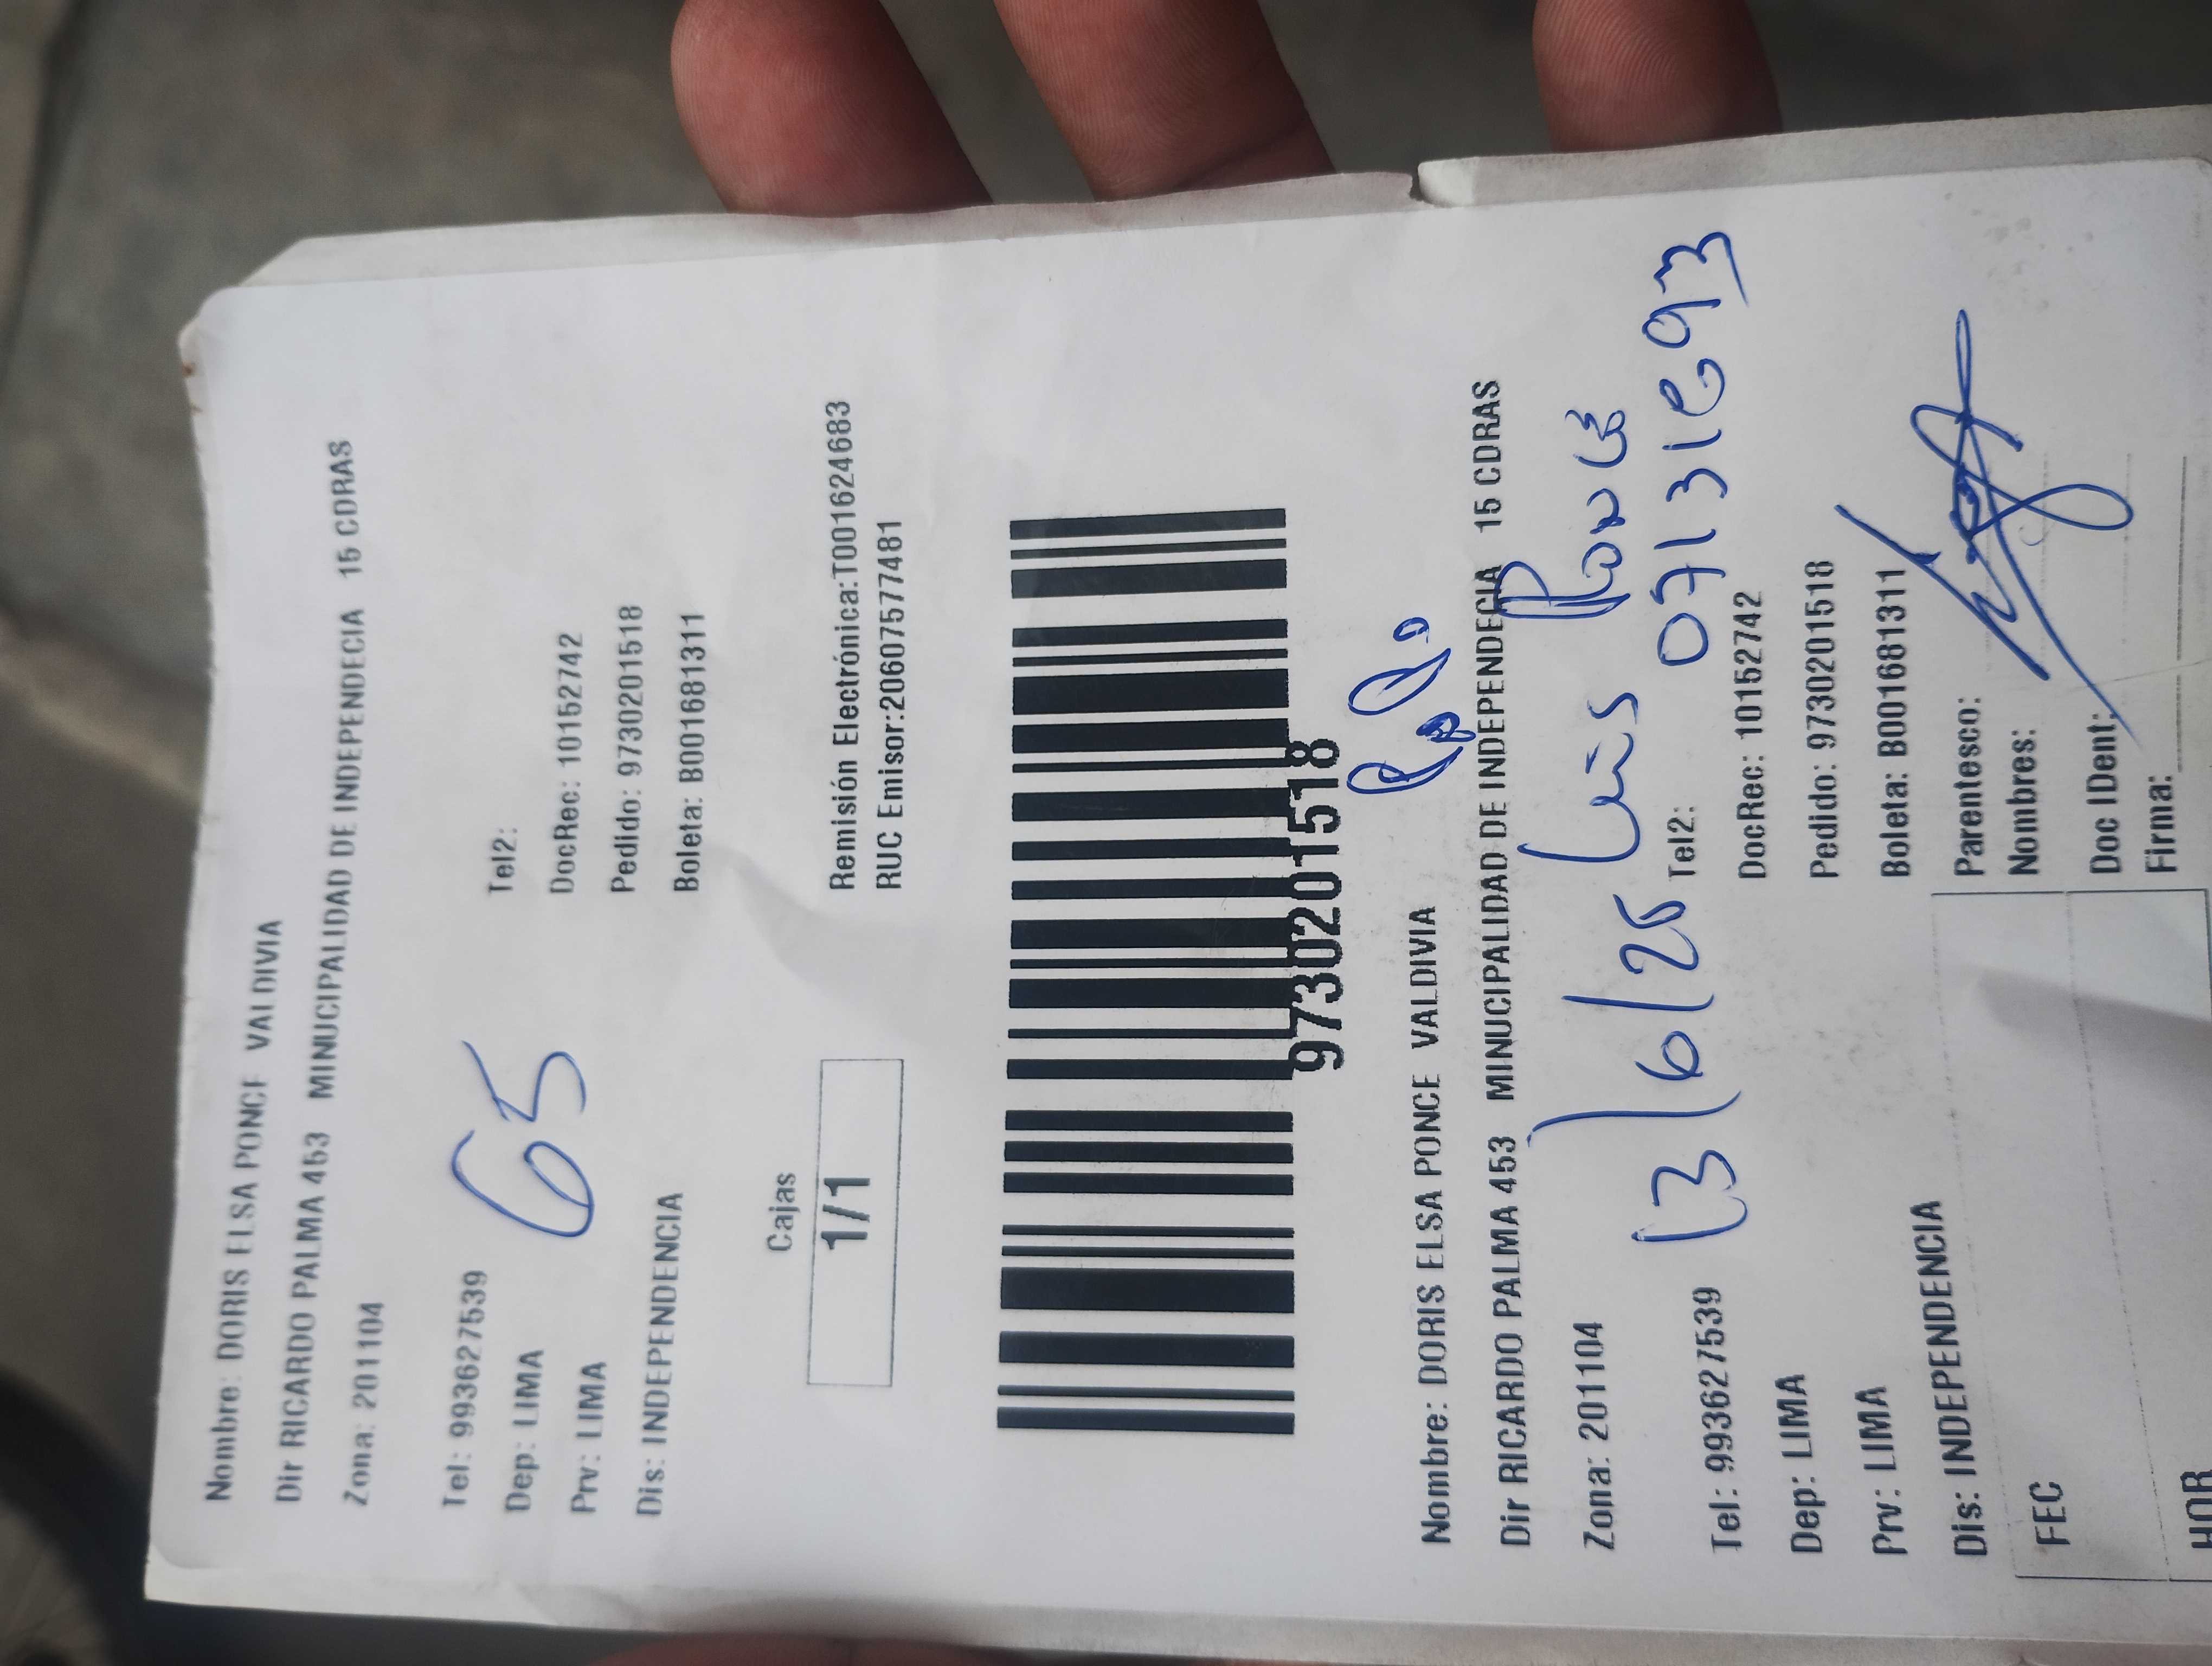 Nombre: DORIS ELSA PONCE VALDIVIA
Dir RICARDO PALMA 453 MINUCIPALIDAD DE INDEPENDECIA 15 CDRAS
Zona: 201104
Tel: 993627539
Tel2:
65
Dep: LIMA
DocRec: 10152742
Prv: LIMA
Pedido: 9730201518
Dis: INDEPENDENCIA
Boleta: B001681311
Cajas
1/1
Remisión Electrónica:T001624683
RUC Emisor:20607577481
9730201518
Nombre: DORIS ELSA PONCE VALDIVIA
Dir RICARDO PALMA 453 MINUCIPALIDAD DE INDEPENDECIA 15 CDRAS
Zona: 201104
Luis Ponce
13/6/25
Tel: 993627539
Tel2:
Dep: LIMA
DocRec: 10152742
Prv: LIMA
Pedido: 9730201518
Dis: INDEPENDENCIA
Boleta: B001681311
FEC
Parentesco:
Nombres:
HOR
Doc IDent:
Firma: